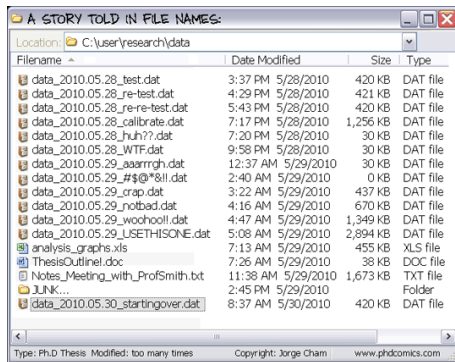 A STORY TOLD IN FILE NAMES:
Location: C:\user\research\data
Filename Date Modified Size Type
data_2010.05.28_test.dat 3:37 PM 5/28/2010 420 KB DAT file
data_2010.05.28_re-test.dat 4:29 PM 5/28/2010 421 KB DAT file
data_2010.05.28_re-re-test.dat 5:43 PM 5/28/2010 420 KB DAT file
data_2010.05.28_calibrate.dat 7:17 PM 5/28/2010 1,256 KB DAT file
data_2010.05.28_huh??.dat 7:20 PM 5/28/2010 30 KB DAT file
data_2010.05.28_WTF.dat 9:58 PM 5/28/2010 30 KB DAT file
data_2010.05.29_aaarrrgh.dat 12:37 AM 5/29/2010 30 KB DAT file
data_2010.05.29_#$@*&!!.dat 2:40 AM 5/29/2010 0 KB DAT file
data_2010.05.29_crap.dat 3:22 AM 5/29/2010 437 KB DAT file
data_2010.05.29_notbad.dat 4:16 AM 5/29/2010 670 KB DAT file
data_2010.05.29_woohoo!!.dat 4:47 AM 5/29/2010 1,349 KB DAT file
data_2010.05.29_USETHISONE.dat 5:08 AM 5/29/2010 2,894 KB DAT file
analysis_graphs.xls 7:13 AM 5/29/2010 455 KB XLS file
ThesisOutline!.doc 7:26 AM 5/29/2010 38 KB DOC file
Notes_Meeting_with_ProfSmith.txt 11:38 AM 5/29/2010 1,673 KB TXT file
JUNK... 2:45 PM 5/29/2010 Folder
data_2010.05.30_startingover.dat 8:37 AM 5/30/2010 420 KB DAT file
Type: Ph.D Thesis Modified: too many times Copyright: Jorge Cham www.phdcomics.com